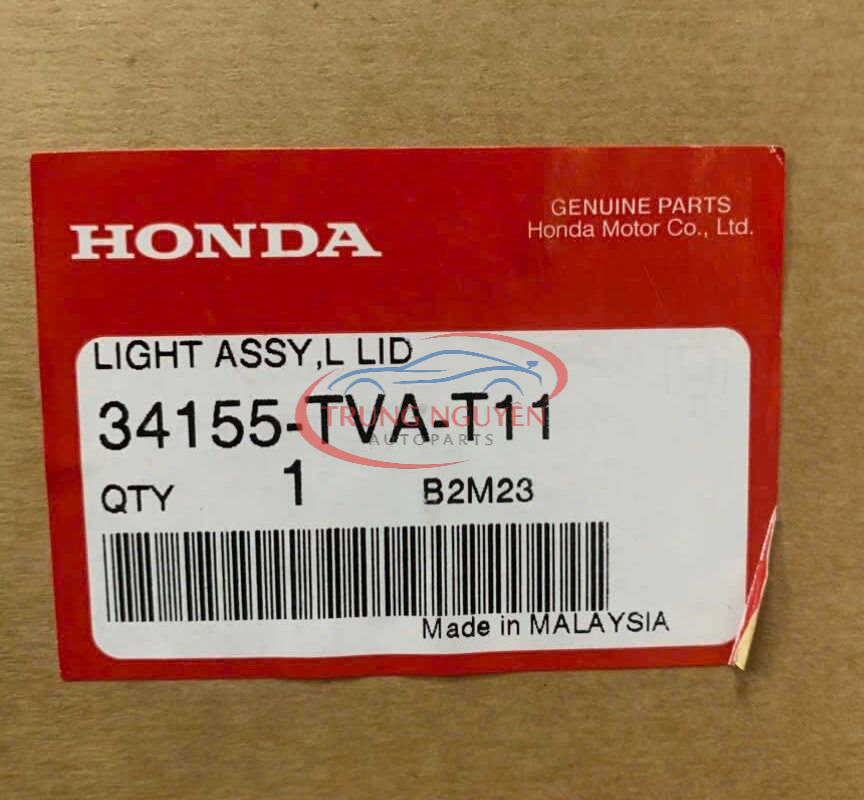 HONDA
GENUINE PARTS
Honda Motor Co., Ltd.
LIGHT ASSY,L LID
34155-TVA-T11
TRUNG NGUYÊN
AUTOPARTS
QTY 1 B2M23
Made in MALAYSIA